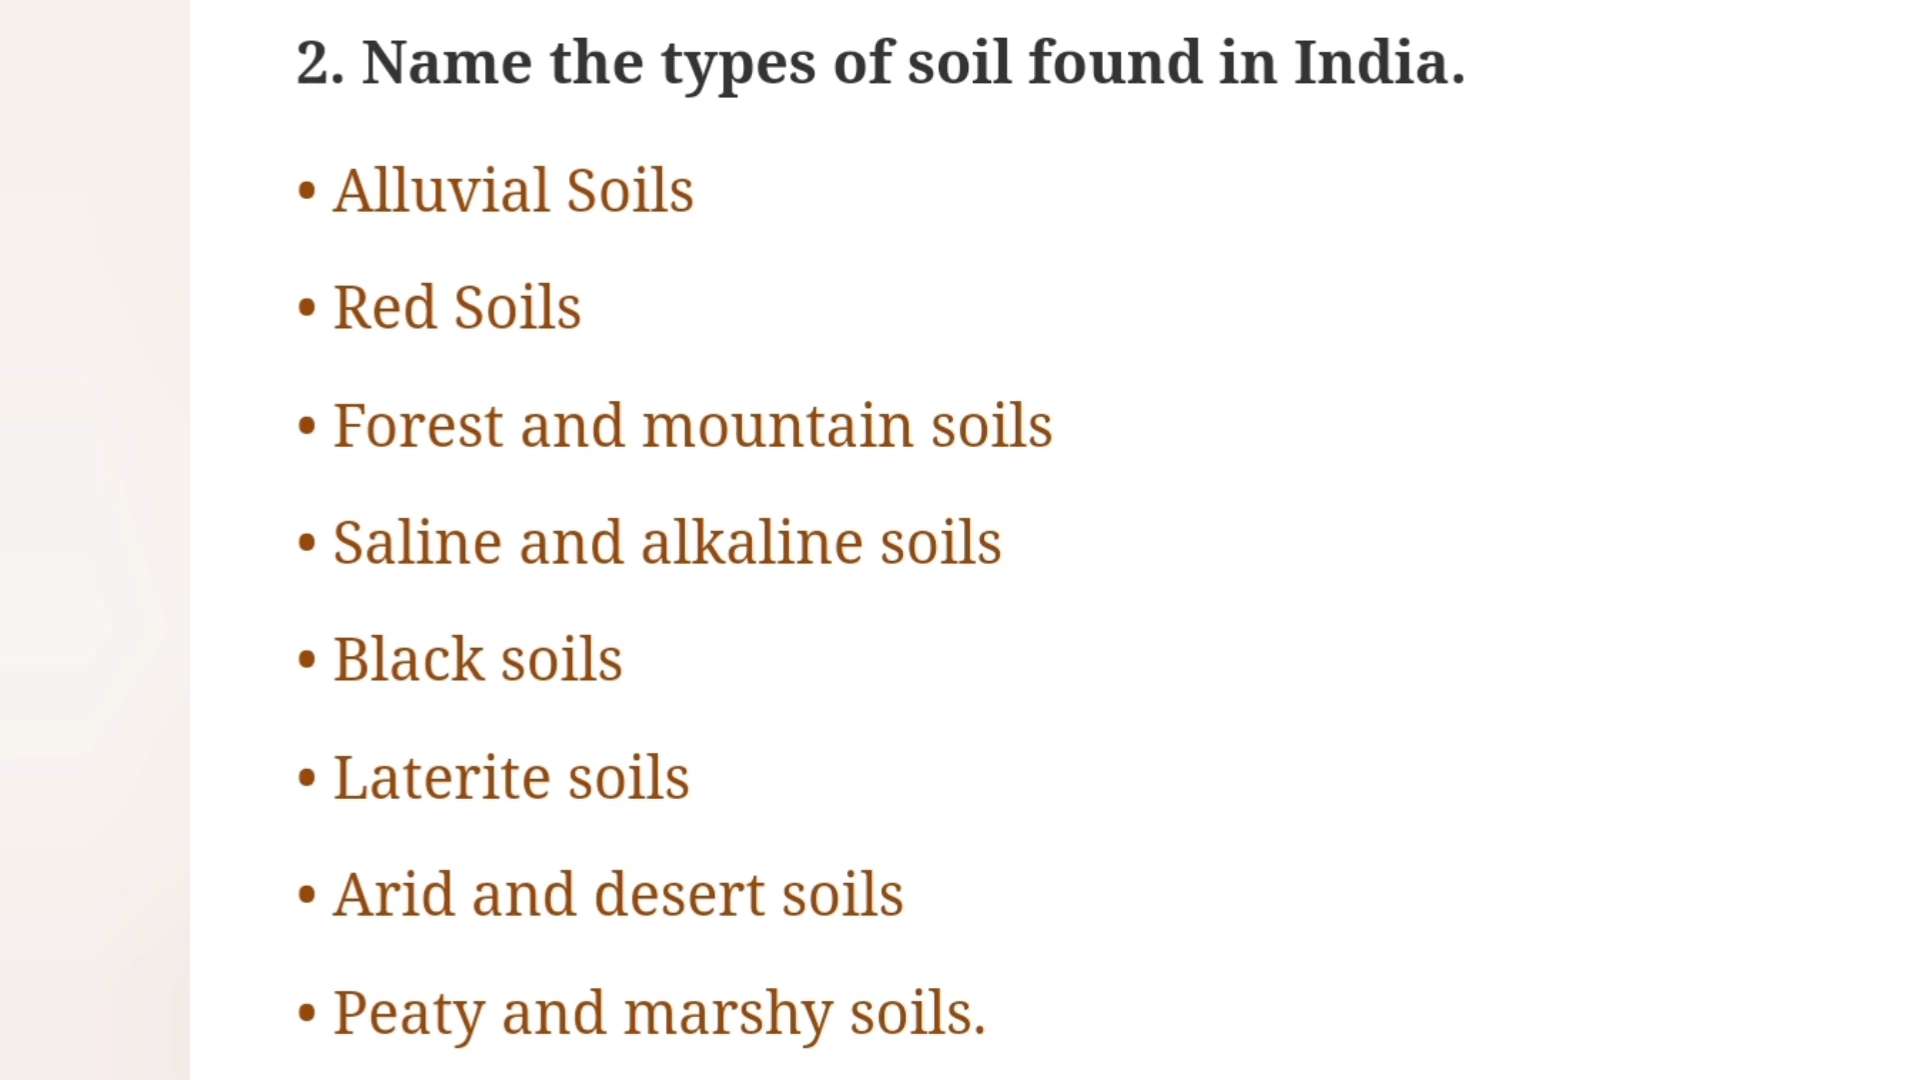 2. Name the types of soil found in India.
• Alluvial Soils
• Red Soils
• Forest and mountain soils
• Saline and alkaline soils
• Black soils
• Laterite soils
• Arid and desert soils
• Peaty and marshy soils.